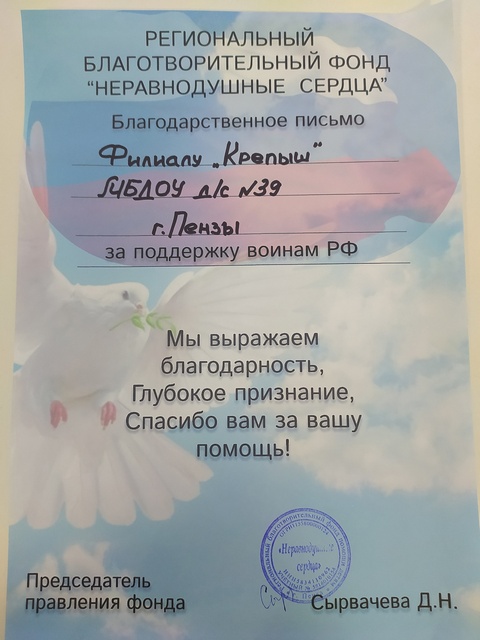 РЕГИОНАЛЬНЫЙ
БЛАГОТВОРИТЕЛЬНЫЙ ФОНД
“НЕРАВНОДУШНЫЕ СЕРДЦА”
Благодарственное письмо
Филиалу „Крепыш"
МБДОУ д/с №39
г. Пензы
за поддержку воинам РФ
Мы выражаем
благодарность,
Глубокое признание,
Спасибо вам за вашу
помощь!
«Неравнодушные
сердца»
Председатель
правления фонда
Сырвачева Д.Н.